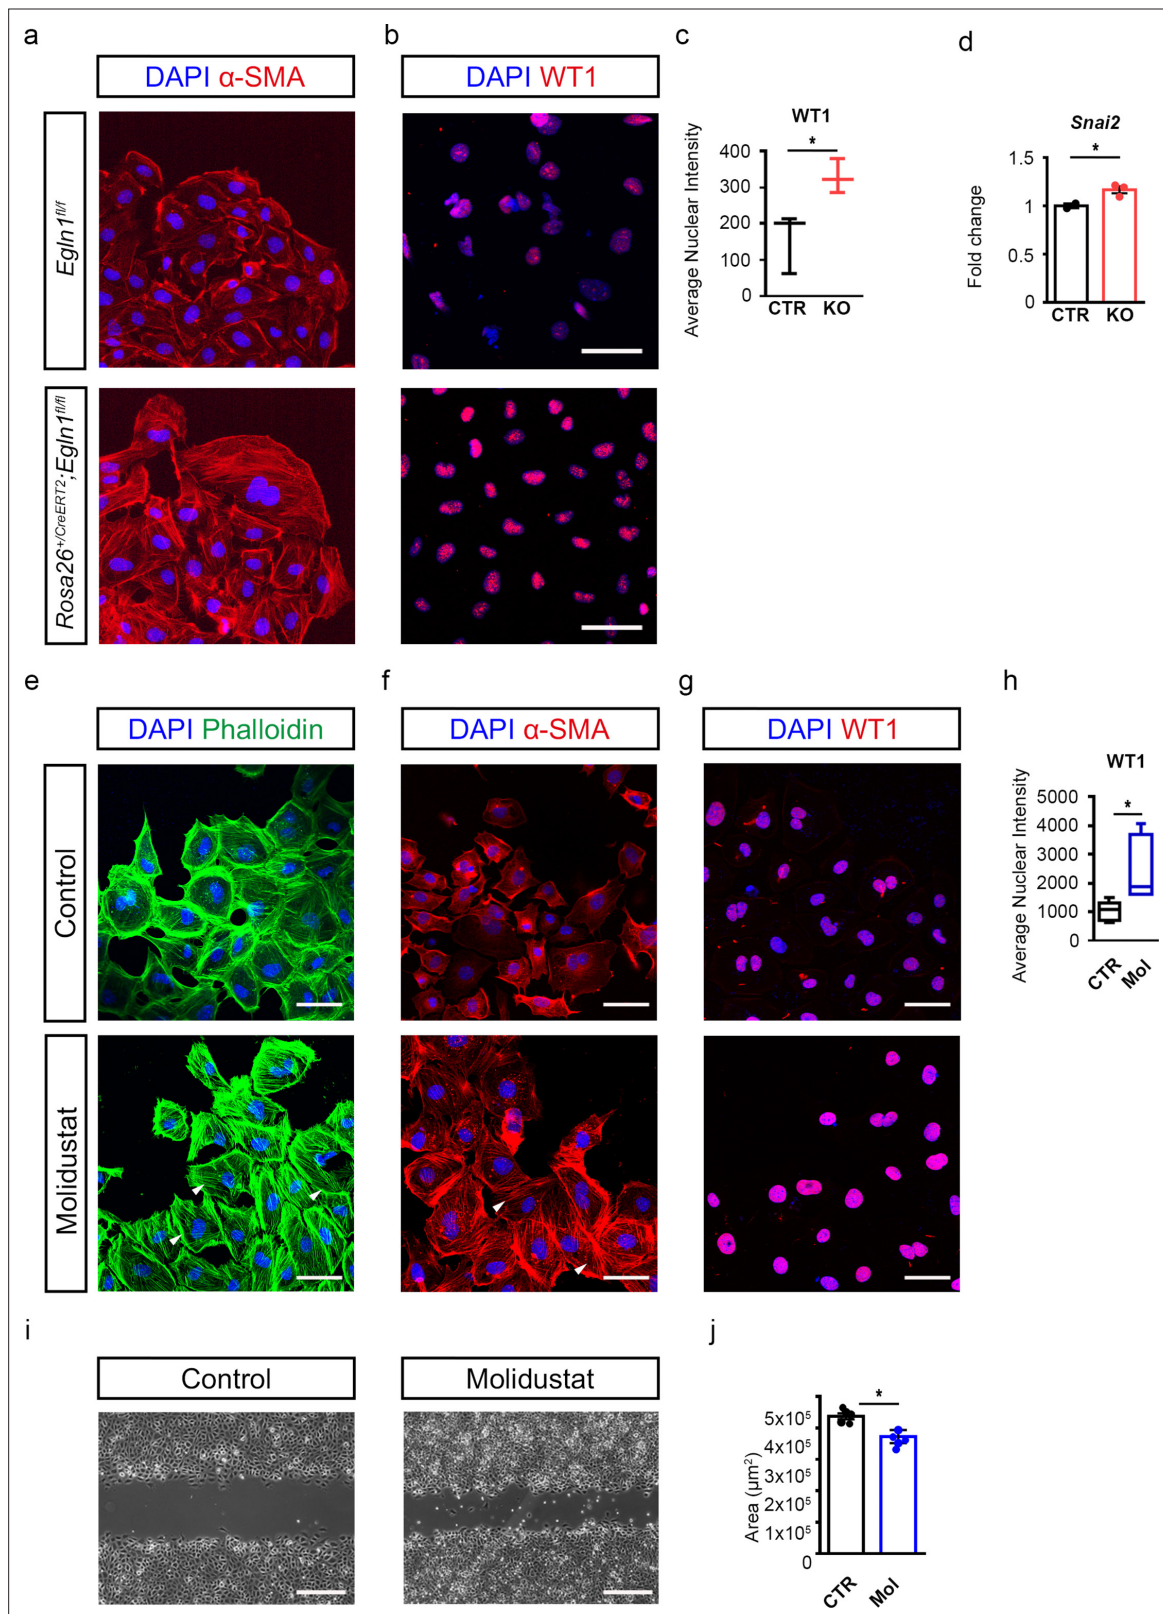 a
b
c
d
DAPI α-SMA
DAPI WT1
Egln1fl/f
Rosa26+/CreERT2;Egln1fl/fl
WT1
*
Average Nuclear Intensity
400
300
200
100
0
CTR
KO
Snai2
*
Fold change
1.5
1
0.5
0
CTR
KO
e
f
g
h
DAPI Phalloidin
DAPI α-SMA
DAPI WT1
Control
Molidustat
WT1
*
Average Nuclear Intensity
5000
4000
3000
2000
1000
0
CTR
Mol
i
j
Control
Molidustat
*
Area (µm²)
5x10⁵
4x10⁵
3x10⁵
2x10⁵
1x10⁵
0
CTR
Mol